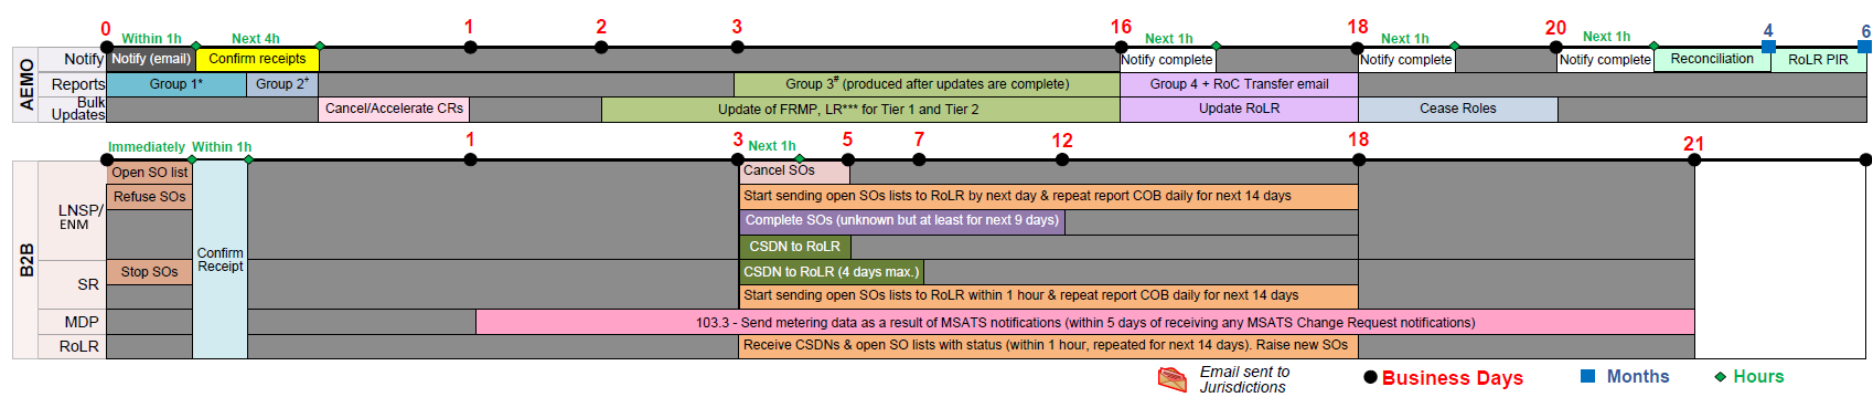 0 1 2 3 16 18 20 4 6
Within 1h Next 4h Next 1h Next 1h Next 1h
AEMO
Notify Notify (email) Confirm receipts Notify complete Notify complete Notify complete Reconciliation RoLR PIR
Reports Group 1* Group 2+ Group 3# (produced after updates are complete) Group 4 + RoC Transfer email
Bulk Updates Cancel/Accelerate CRs Update of FRMP, LR*** for Tier 1 and Tier 2 Update RoLR Cease Roles
1 3 5 7 12 18 21
Immediately Within 1h Next 1h
B2B
LNSP/
ENM
Open SO list Cancel SOs
Refuse SOs Start sending open SOs lists to RoLR by next day & repeat report COB daily for next 14 days
Complete SOs (unknown but at least for next 9 days)
Confirm
Receipt
CSDN to RoLR
SR
Stop SOs CSDN to RoLR (4 days max.)
Start sending open SOs lists to RoLR within 1 hour & repeat report COB daily for next 14 days
MDP 103.3 - Send metering data as a result of MSATS notifications (within 5 days of receiving any MSATS Change Request notifications)
RoLR Receive CSDNs & open SO lists with status (within 1 hour, repeated for next 14 days). Raise new SOs
Email sent to
Jurisdictions
Business Days Months Hours